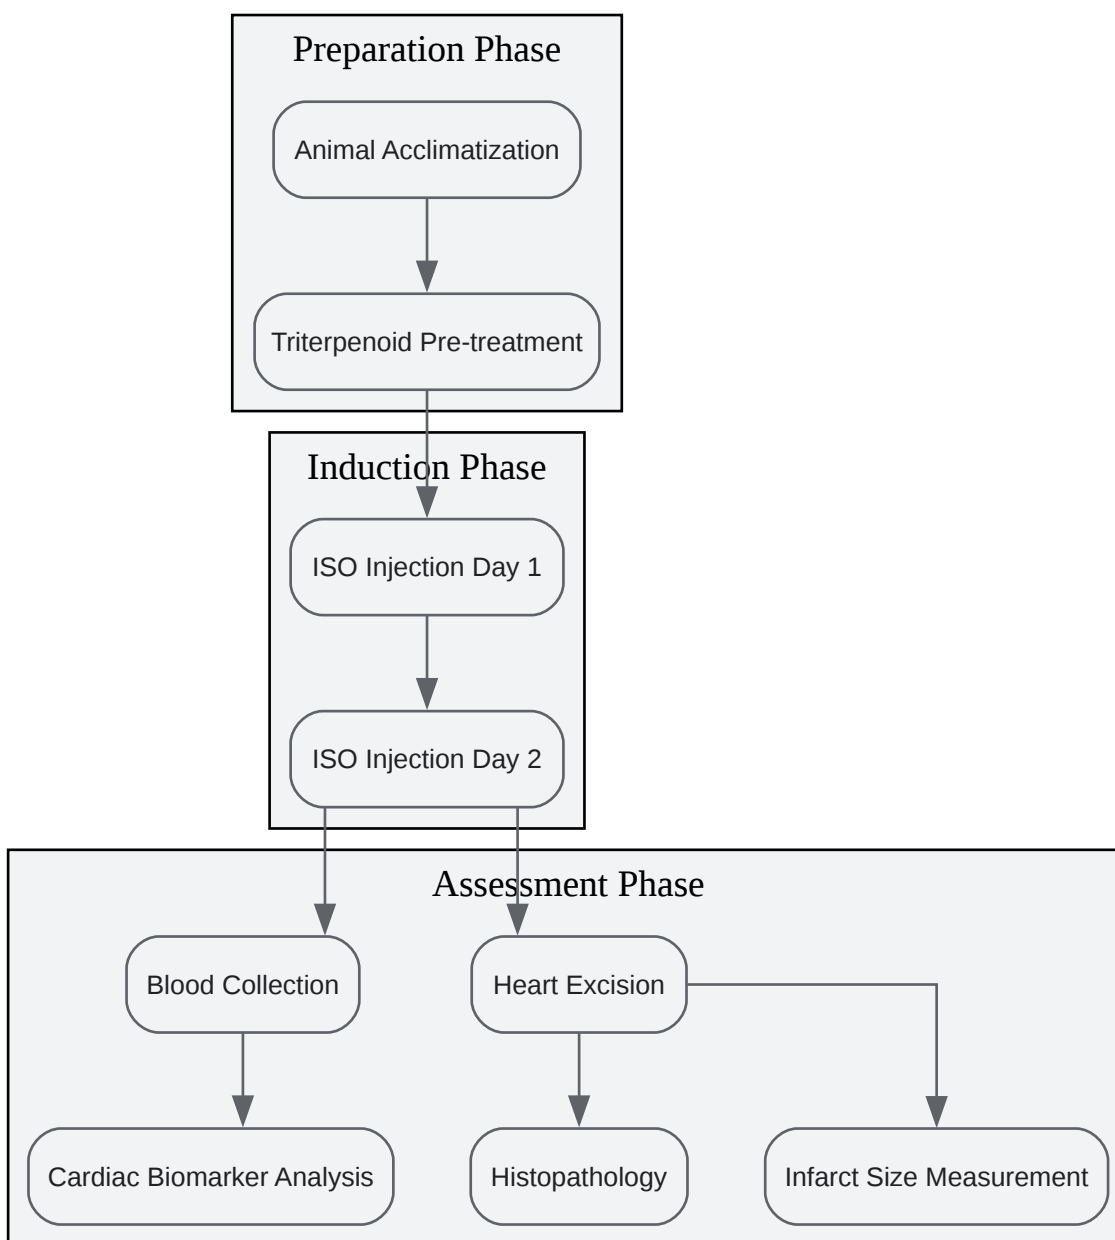 Preparation Phase
Animal Acclimatization
Triterpenoid Pre-treatment
Induction Phase
ISO Injection Day 1
ISO Injection Day 2
Assessment Phase
Blood Collection
Heart Excision
Cardiac Biomarker Analysis
Histopathology
Infarct Size Measurement